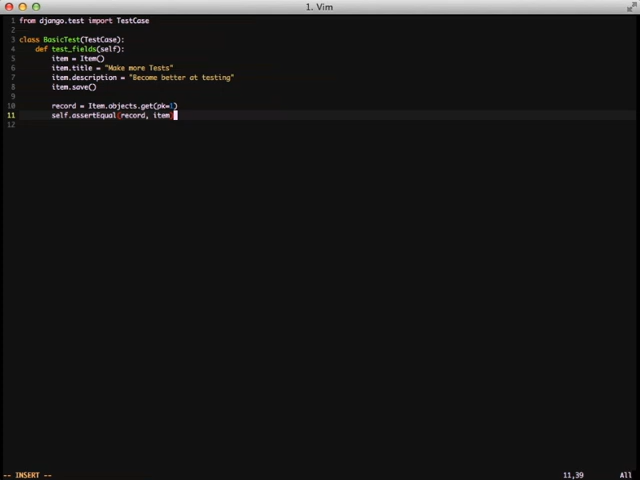 1. Vim
1 from django.test import TestCase
2
3 class BasicTest(TestCase):
4 def test_fields(self):
5 item = Item()
6 item.title = "Make more Tests"
7 item.description = "Become better at testing"
8 item.save()
9
10 record = Item.objects.get(pk=1)
11 self.assertEqual(record, item)
12
-- INSERT -- 11,39 All